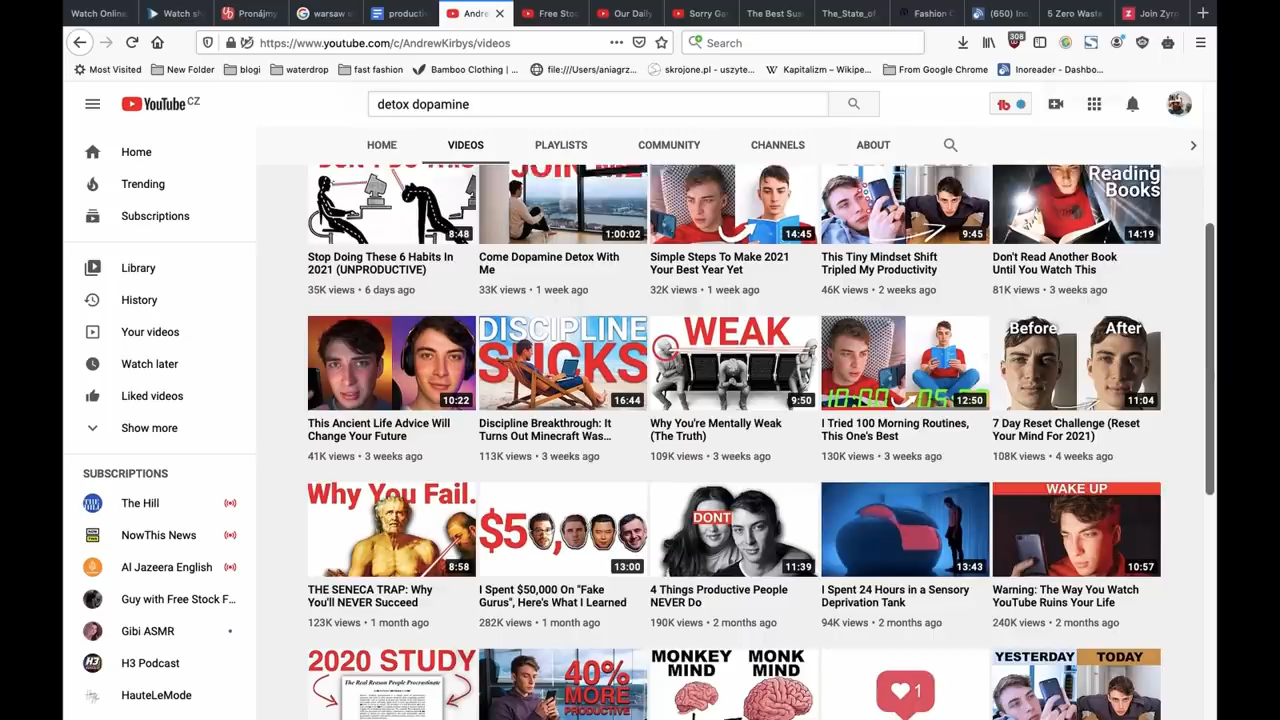 Watch Online
Watch sh
Pronájmy
warsaw
producti
Andre
Free Stoc
Our Daily
Sorry Ga
The Best Sus
The_State_of
Fashion C
(650) Ino
5 Zero Waste
Join Zyro
https://www.youtube.com/c/AndrewKirbys/videos
Search
308
Most Visited
New Folder
blogi
waterdrop
fast fashion
Bamboo Clothing | ...
file:///Users/aniagrz...
skrojone.pl - uszyte...
Kapitalizm – Wikipe...
From Google Chrome
Inoreader - Dashbo...
YouTube CZ
detox dopamine
HOME
VIDEOS
PLAYLISTS
COMMUNITY
CHANNELS
ABOUT
Home
Trending
Subscriptions
Library
History
Your videos
Watch later
Liked videos
Show more
SUBSCRIPTIONS
The Hill
NowThis News
Al Jazeera English
Guy with Free Stock F...
Gibi ASMR
H3 Podcast
HauteLeMode
DON'T DO THIS
8:48
Stop Doing These 6 Habits In
2021 (UNPRODUCTIVE)
35K views • 6 days ago
JOIN ME
1:00:02
Come Dopamine Detox With
Me
33K views • 1 week ago
14:45
Simple Steps To Make 2021
Your Best Year Yet
32K views • 1 week ago
9:45
This Tiny Mindset Shift
Tripled My Productivity
46K views • 2 weeks ago
Reading
Books
14:19
Don't Read Another Book
Until You Watch This
81K views • 3 weeks ago
10:22
This Ancient Life Advice Will
Change Your Future
41K views • 3 weeks ago
DISCIPLINE
SUCKS
16:44
Discipline Breakthrough: It
Turns Out Minecraft Was...
113K views • 3 weeks ago
WEAK
9:50
Why You're Mentally Weak
(The Truth)
109K views • 3 weeks ago
12:50
I Tried 100 Morning Routines,
This One's Best
130K views • 3 weeks ago
Before
After
11:04
7 Day Reset Challenge (Reset
Your Mind For 2021)
108K views • 4 weeks ago
Why You Fail.
8:58
THE SENECA TRAP: Why
You'll NEVER Succeed
123K views • 1 month ago
13:00
I Spent $50,000 On "Fake
Gurus", Here's What I Learned
282K views • 1 month ago
DONT
11:39
4 Things Productive People
NEVER Do
190K views • 2 months ago
13:43
I Spent 24 Hours in a Sensory
Deprivation Tank
94K views • 2 months ago
WAKE UP
10:57
Warning: The Way You Watch
YouTube Ruins Your Life
240K views • 2 months ago
2020 STUDY
The Real Reason People Procrastinate
40%
MORE
PRODUCTIVE
MONKEY
MIND
MONK
MIND
1
YESTERDAY
TODAY